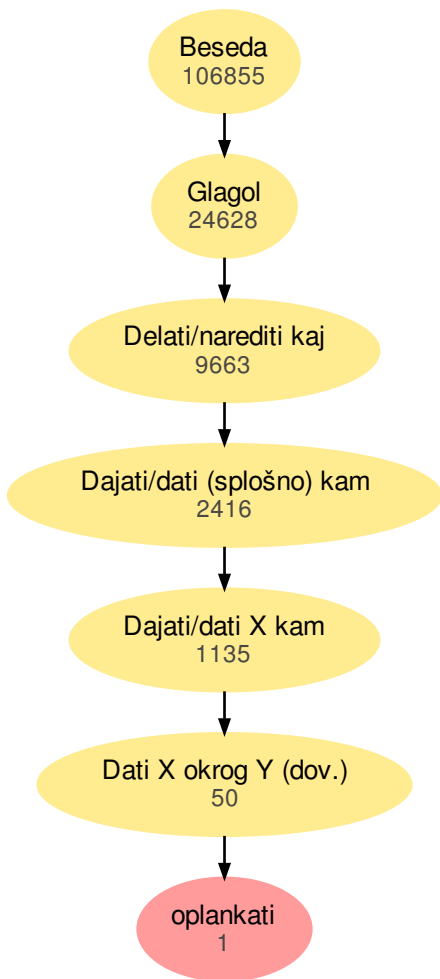 Beseda
106855
Glagol
24628
Delati/narediti kaj
9663
Dajati/dati (splošno) kam
2416
Dajati/dati X kam
1135
Dati X okrog Y (dov.)
50
oplankati
1